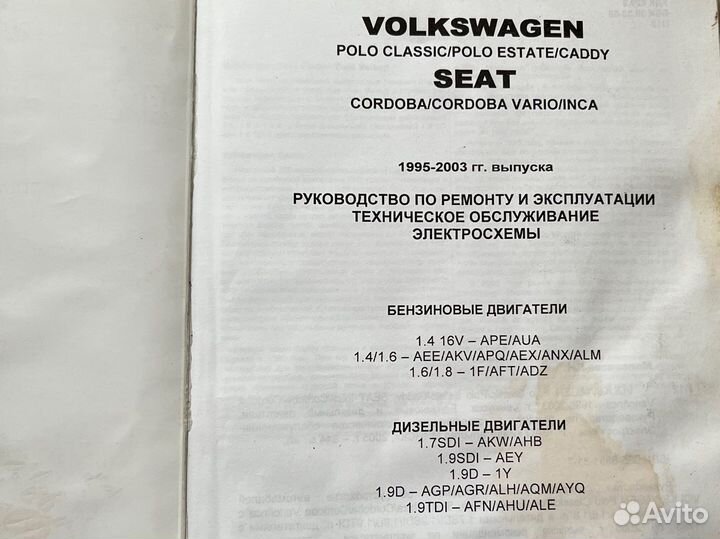 VOLKSWAGEN
POLO CLASSIC/POLO ESTATE/CADDY
SEAT
CORDOBA/CORDOBA VARIO/INCA
1995-2003 гг. выпуска
РУКОВОДСТВО ПО РЕМОНТУ И ЭКСПЛУАТАЦИИ
ТЕХНИЧЕСКОЕ ОБСЛУЖИВАНИЕ
ЭЛЕКТРОСХЕМЫ
БЕНЗИНОВЫЕ ДВИГАТЕЛИ
1.4 16V – APE/AUA
1.4/1.6 – AEE/AKV/APQ/AEX/ANX/ALM
1.6/1.8 – 1F/AFT/ADZ
ДИЗЕЛЬНЫЕ ДВИГАТЕЛИ
1.7SDI – AKW/AHB
1.9SDI – AEY
1.9D – 1Y
1.9D – AGP/AGR/ALH/AQM/AYQ
1.9TDI – AFN/AHU/ALE
Avito